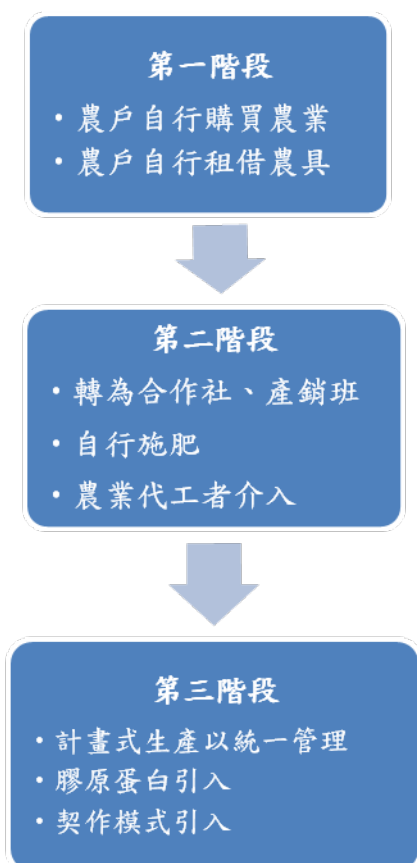 第一階段
• 農戶自行購買農業
• 農戶自行租借農具
第二階段
• 轉為合作社、產銷班
• 自行施肥
• 農業代工者介入
第三階段
• 計畫式生產以統一管理
• 膠原蛋白引入
• 契作模式引入